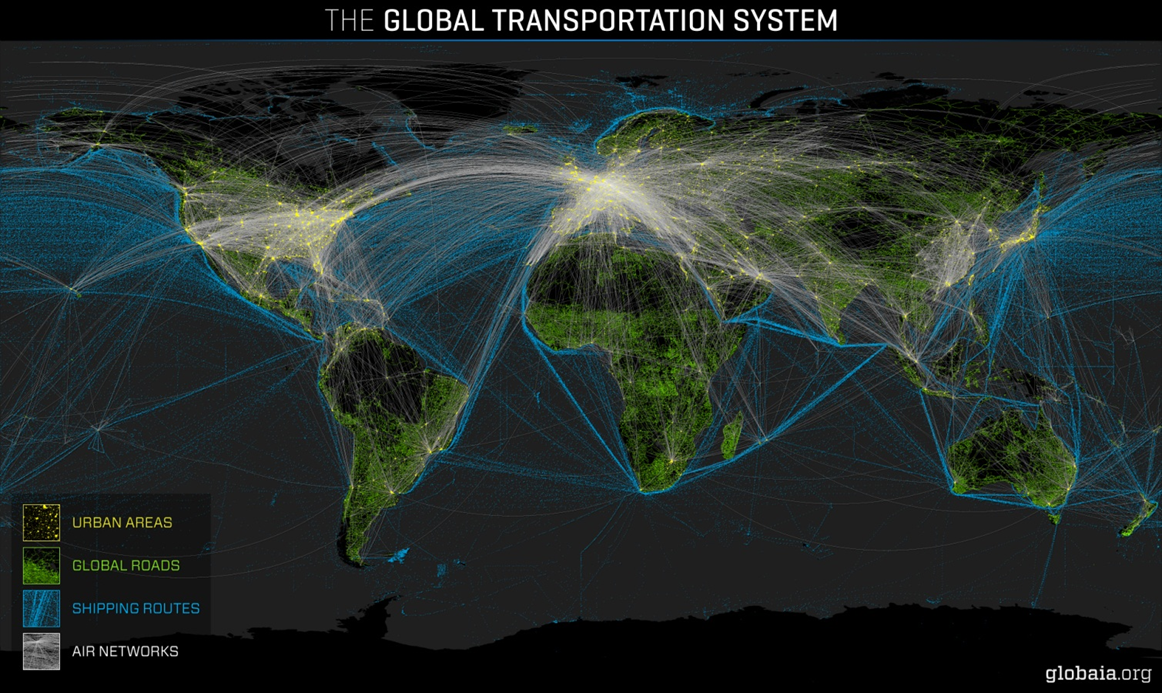 THE GLOBAL TRANSPORTATION SYSTEM
URBAN AREAS
GLOBAL ROADS
SHIPPING ROUTES
AIR NETWORKS
globaia.org